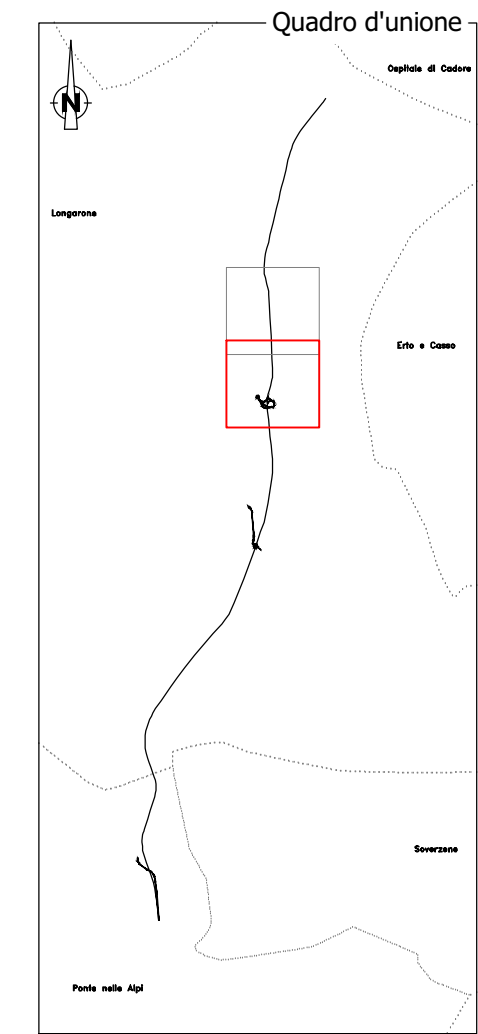 Quadro d'unione
Ospitale di Cadore
N
Longarone
Erto e Casso
Soverzene
Ponte nelle Alpi